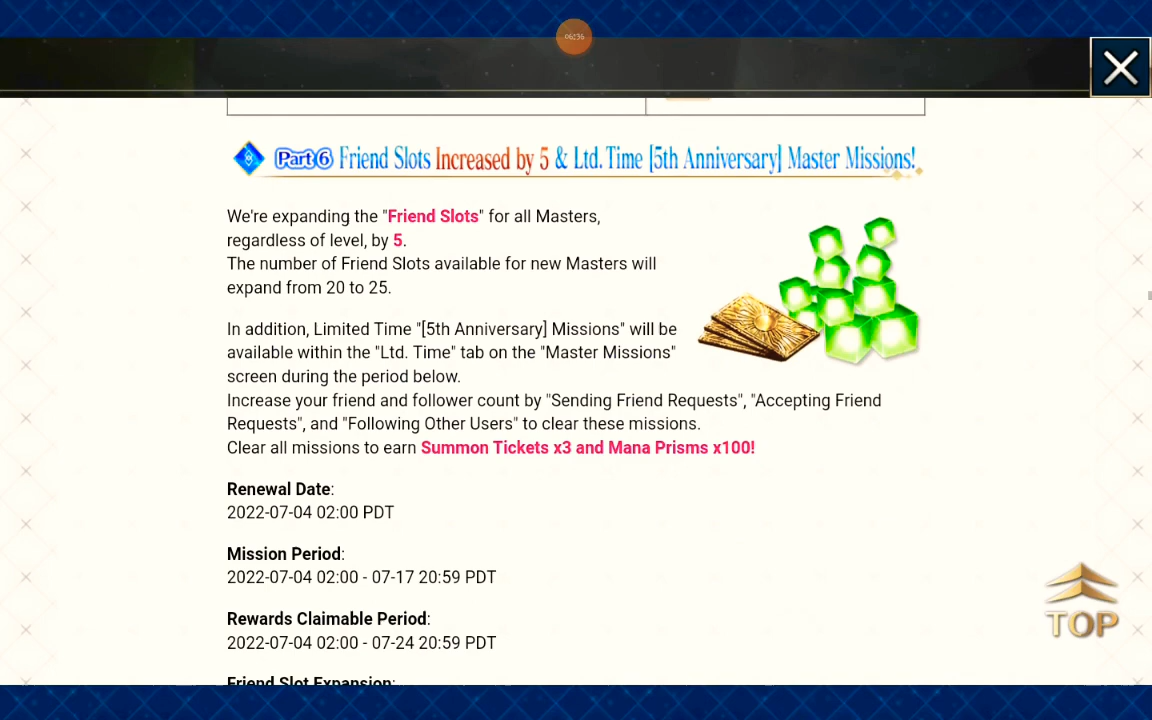 06:36
Part 6 Friend Slots Increased by 5 & Ltd. Time [5th Anniversary] Master Missions!
We're expanding the "Friend Slots" for all Masters,
regardless of level, by 5.
The number of Friend Slots available for new Masters will
expand from 20 to 25.
In addition, Limited Time "[5th Anniversary] Missions" will be
available within the "Ltd. Time" tab on the "Master Missions"
screen during the period below.
Increase your friend and follower count by "Sending Friend Requests", "Accepting Friend
Requests", and "Following Other Users" to clear these missions.
Clear all missions to earn Summon Tickets x3 and Mana Prisms x100!
Renewal Date:
2022-07-04 02:00 PDT
Mission Period:
2022-07-04 02:00 - 07-17 20:59 PDT
Rewards Claimable Period:
2022-07-04 02:00 - 07-24 20:59 PDT
Friend Slot Expansion:
TOP